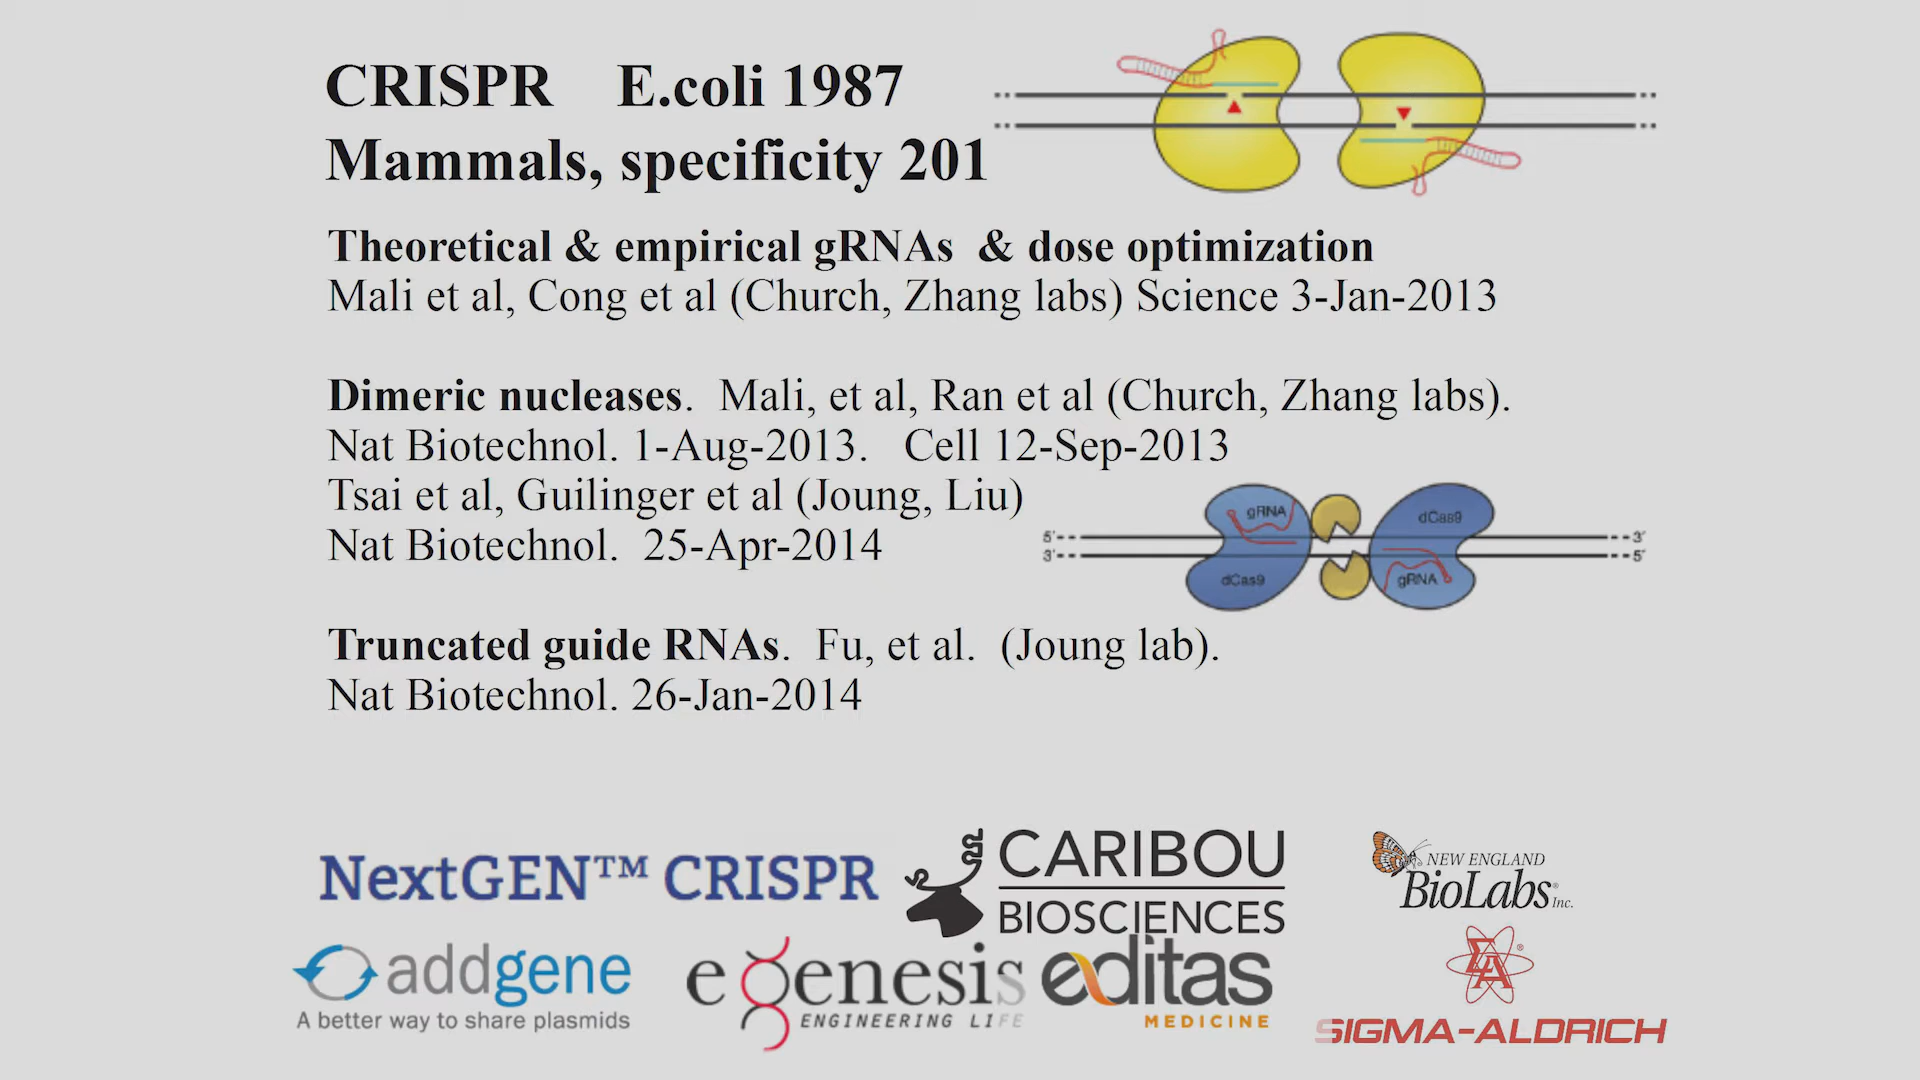 CRISPR E.coli 1987
Mammals, specificity 201
Theoretical & empirical gRNAs & dose optimization
Mali et al, Cong et al (Church, Zhang labs) Science 3-Jan-2013
Dimeric nucleases. Mali, et al, Ran et al (Church, Zhang labs).
Nat Biotechnol. 1-Aug-2013. Cell 12-Sep-2013
Tsai et al, Guilinger et al (Joung, Liu)
Nat Biotechnol. 25-Apr-2014
gRNA
dCas9
5'
3'
3'
5'
dCas9
gRNA
Truncated guide RNAs. Fu, et al. (Joung lab).
Nat Biotechnol. 26-Jan-2014
NextGEN™ CRISPR
CARIBOU
BIOSCIENCES
NEW ENGLAND
BioLabs® Inc.
addgene
A better way to share plasmids
egenesis
ENGINEERING LIFE
editas
MEDICINE
ΣA®
SIGMA-ALDRICH